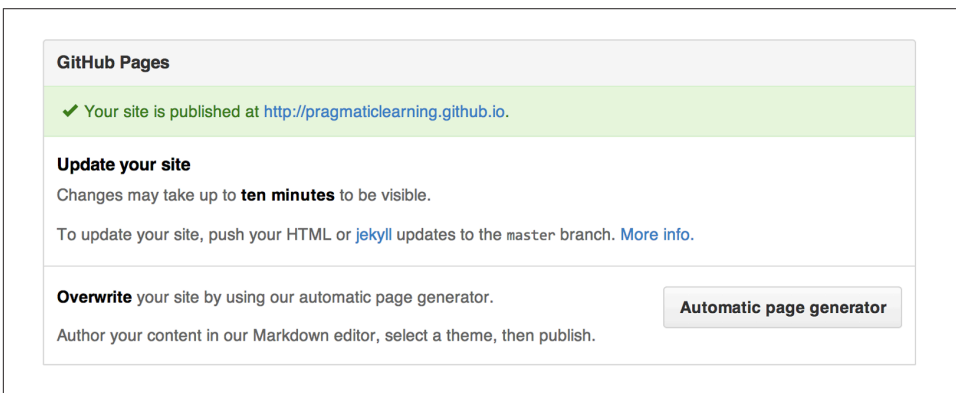 GitHub Pages
✔ Your site is published at http://pragmaticlearning.github.io.
Update your site
Changes may take up to ten minutes to be visible.
To update your site, push your HTML or jekyll updates to the master branch. More info.
Overwrite your site by using our automatic page generator.
Automatic page generator
Author your content in our Markdown editor, select a theme, then publish.